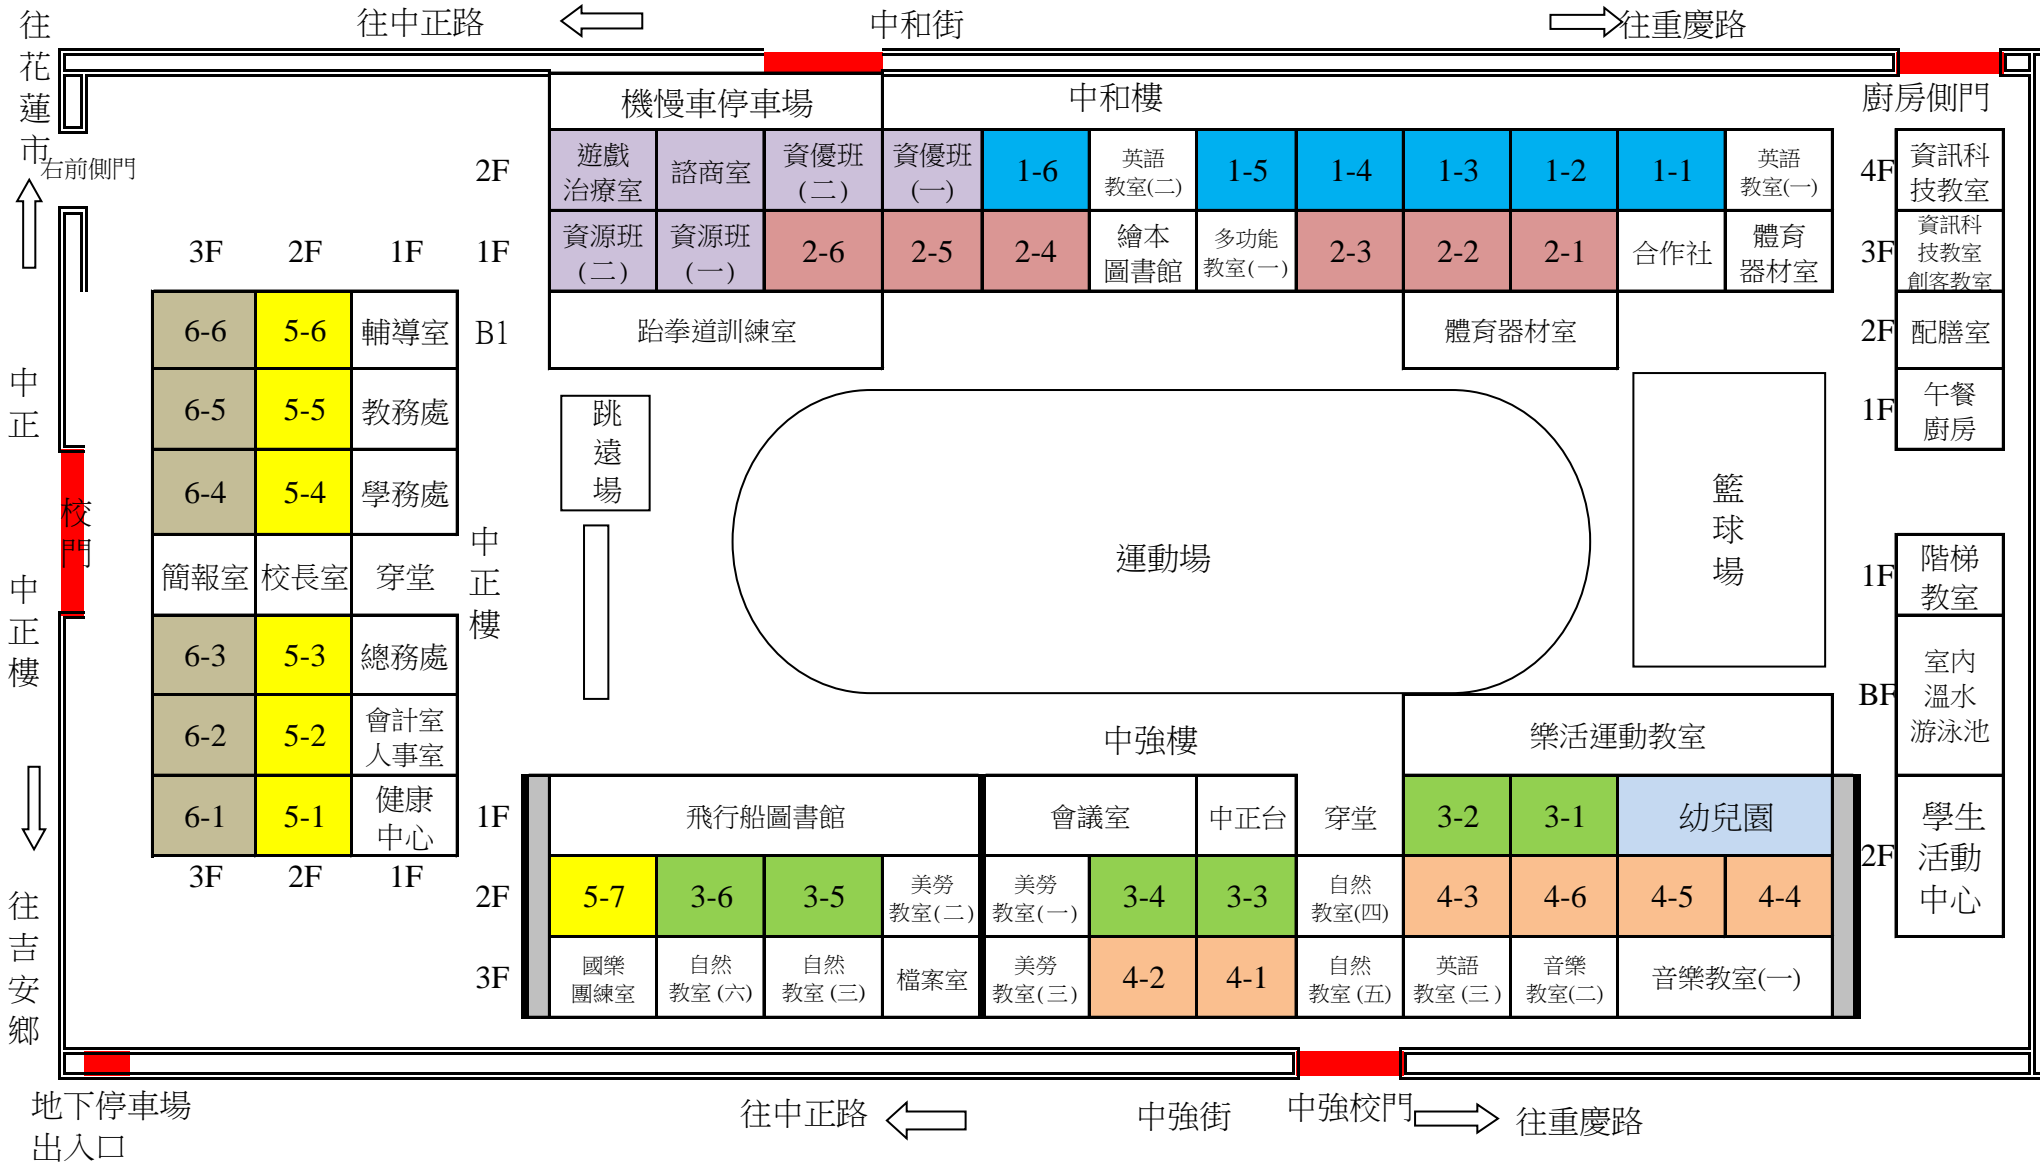 往中正路
中和街
往重慶路
往
花
蓮
市
右前側門
機慢車停車場
中和樓
廚房側門
2F
遊戲
治療室
諮商室
資優班
(二)
資優班
(一)
1-6
英語
教室(二)
1-5
1-4
1-3
1-2
1-1
英語
教室(一)
4F
資訊科
技教室
3F
2F
1F
1F
資源班
(二)
資源班
(一)
2-6
2-5
2-4
繪本
圖書館
多功能
教室(一)
2-3
2-2
2-1
合作社
體育
器材室
3F
資訊科
技教室
創客教室
6-6
5-6
輔導室
B1
跆拳道訓練室
體育器材室
2F
配膳室
中
正
6-5
5-5
教務處
跳
遠
場
1F
午餐
廚房
校
門
6-4
5-4
學務處
籃
球
場
中
正
樓
簡報室
校長室
穿堂
中
正
樓
運動場
1F
階梯
教室
6-3
5-3
總務處
BF
室內
溫水
游泳池
6-2
5-2
會計室
人事室
中強樓
樂活運動教室
6-1
5-1
健康
中心
3F
2F
1F
1F
飛行船圖書館
會議室
中正台
穿堂
3-2
3-1
幼兒園
2F
學生
活動
中心
往
吉
安
鄉
2F
5-7
3-6
3-5
美勞
教室(二)
美勞
教室(一)
3-4
3-3
自然
教室(四)
4-3
4-6
4-5
4-4
3F
國樂
團練室
自然
教室(六)
自然
教室(三)
檔案室
美勞
教室(三)
4-2
4-1
自然
教室(五)
英語
教室(三)
音樂
教室(二)
音樂教室(一)
地下停車場
出入口
往中正路
中強街
中強校門
往重慶路